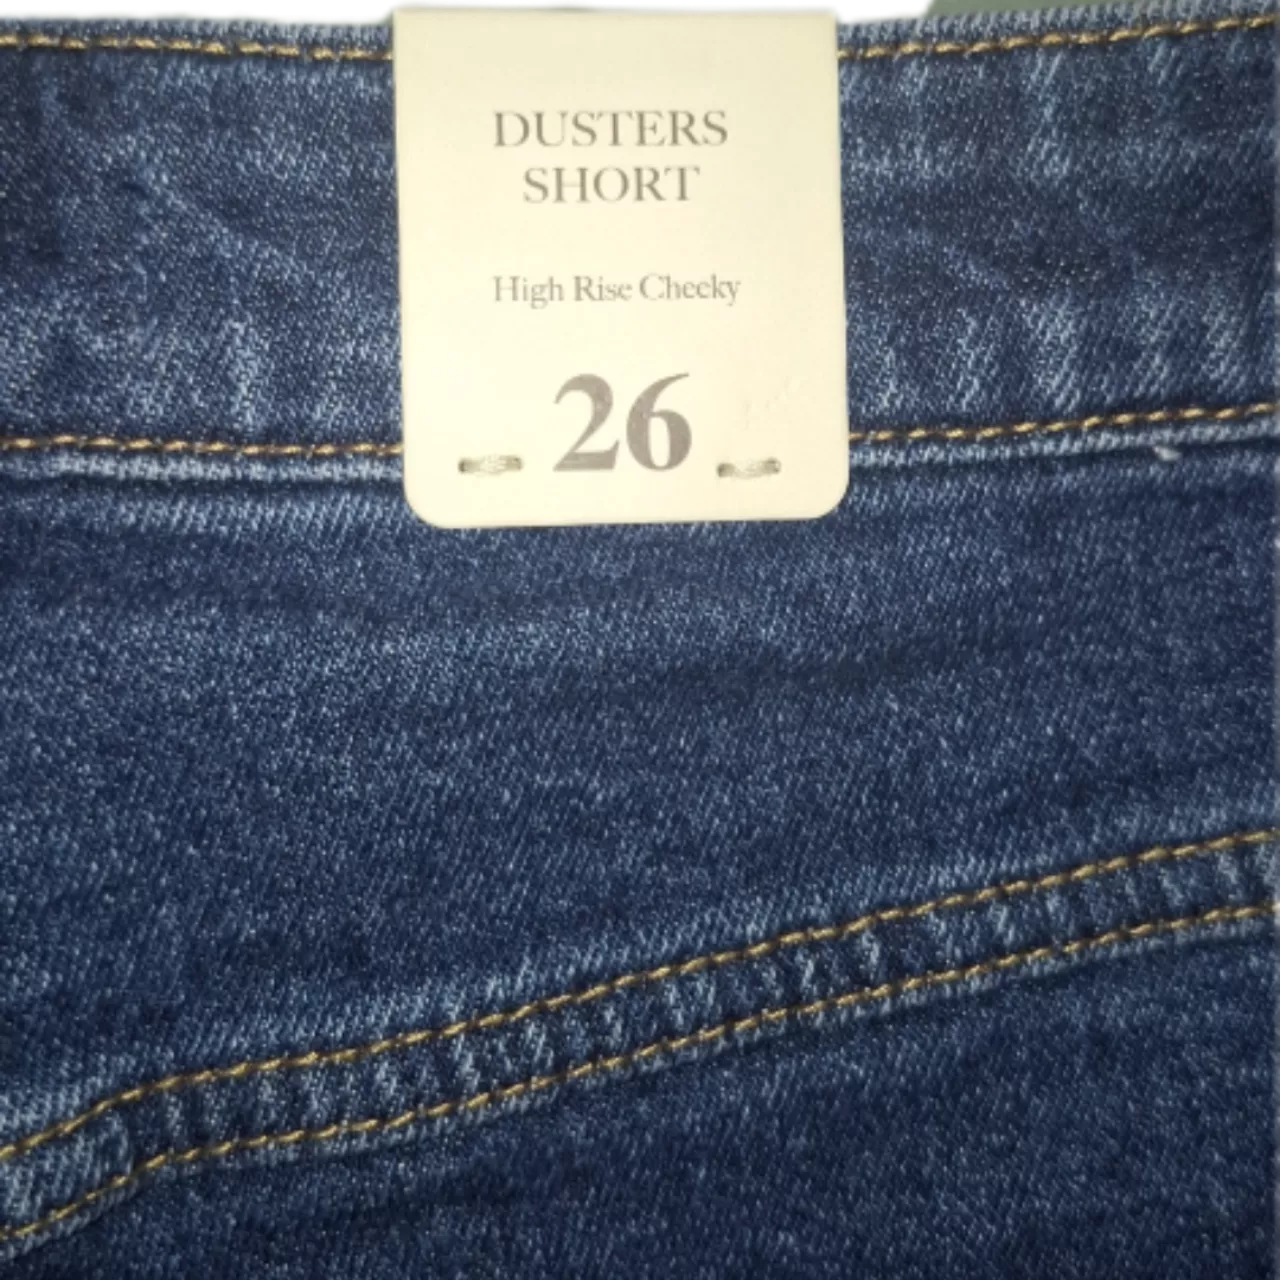 DUSTERS
SHORT
High Rise Cheeky
26